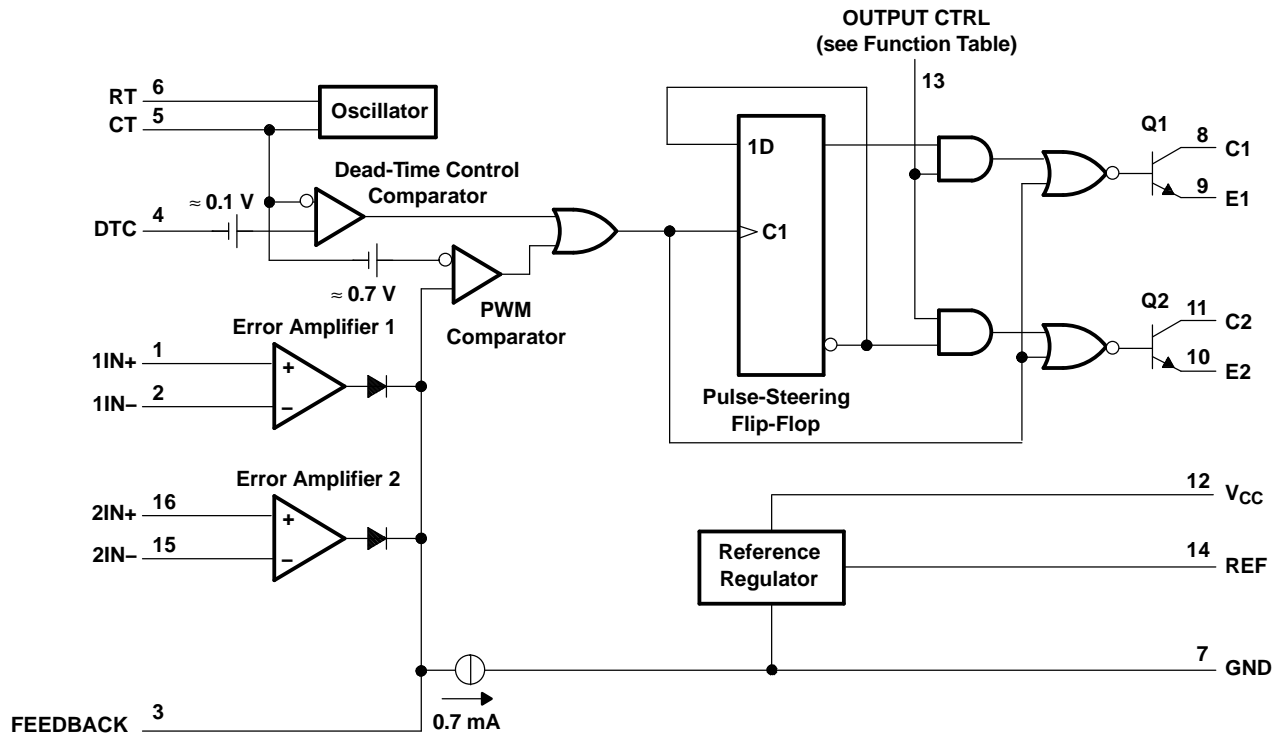 OUTPUT CTRL
(see Function Table)
13
RT 6
CT 5
Oscillator
Dead-Time Control
Comparator
≈ 0.1 V
DTC 4
≈ 0.7 V
PWM
Comparator
1D
C1
Pulse-Steering
Flip-Flop
Q1
8 C1
9 E1
Q2
11 C2
10 E2
Error Amplifier 1
1IN+ 1
+
1IN− 2
−
Error Amplifier 2
2IN+ 16
+
2IN− 15
−
12 VCC
Reference
Regulator
14 REF
7 GND
0.7 mA
FEEDBACK 3